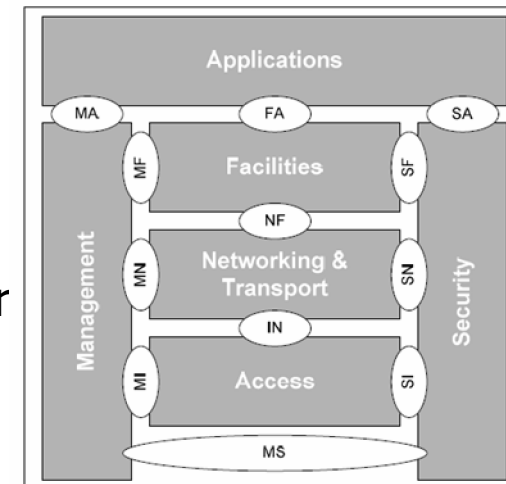 Applications
MA FA SA
MF Facilities SF
NF
Management MN Networking & Transport SN Security
r
IN
MI Access SI
MS